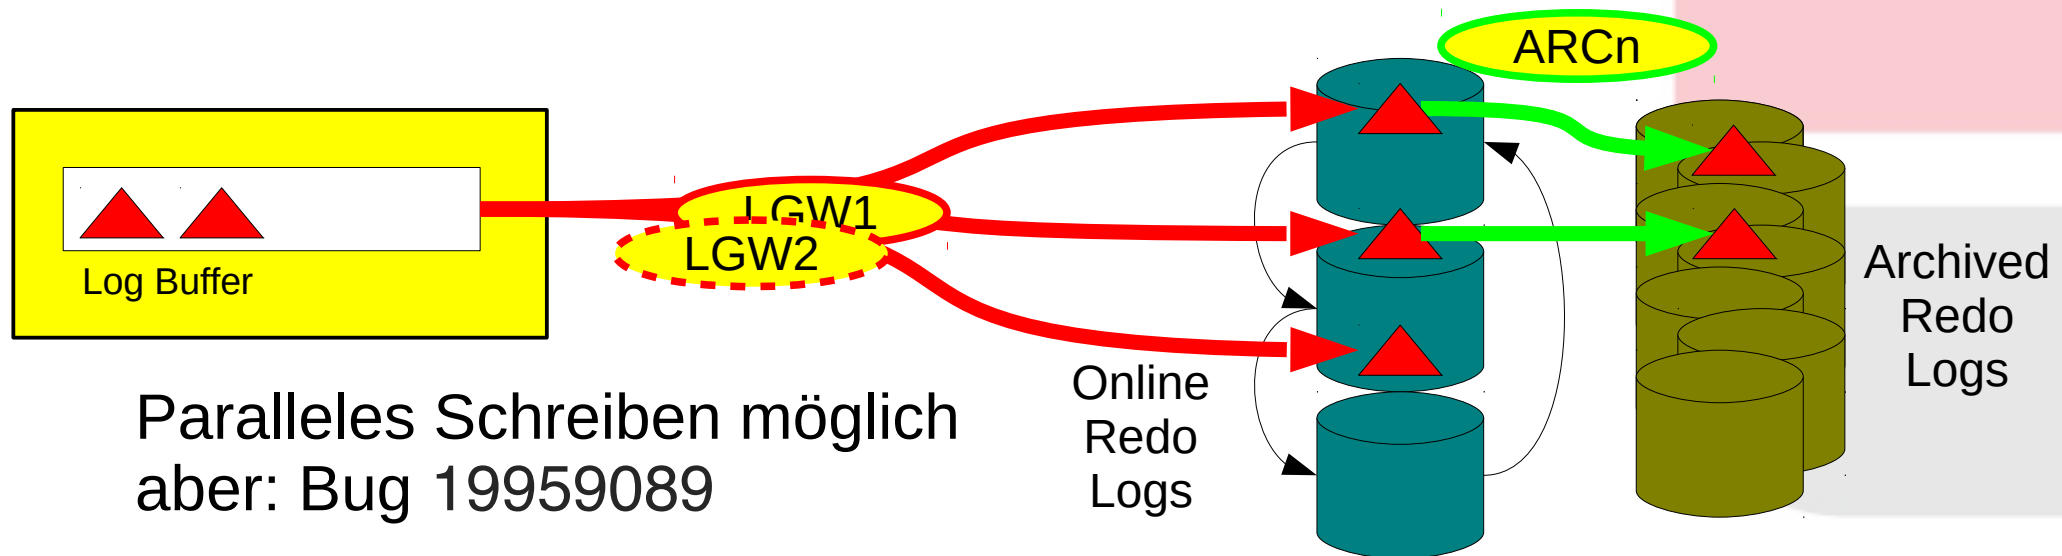 ARCn
LGW1
LGW2
Log Buffer
Archived
Redo
Logs
Online
Redo
Logs
Paralleles Schreiben möglich
aber: Bug 19959089